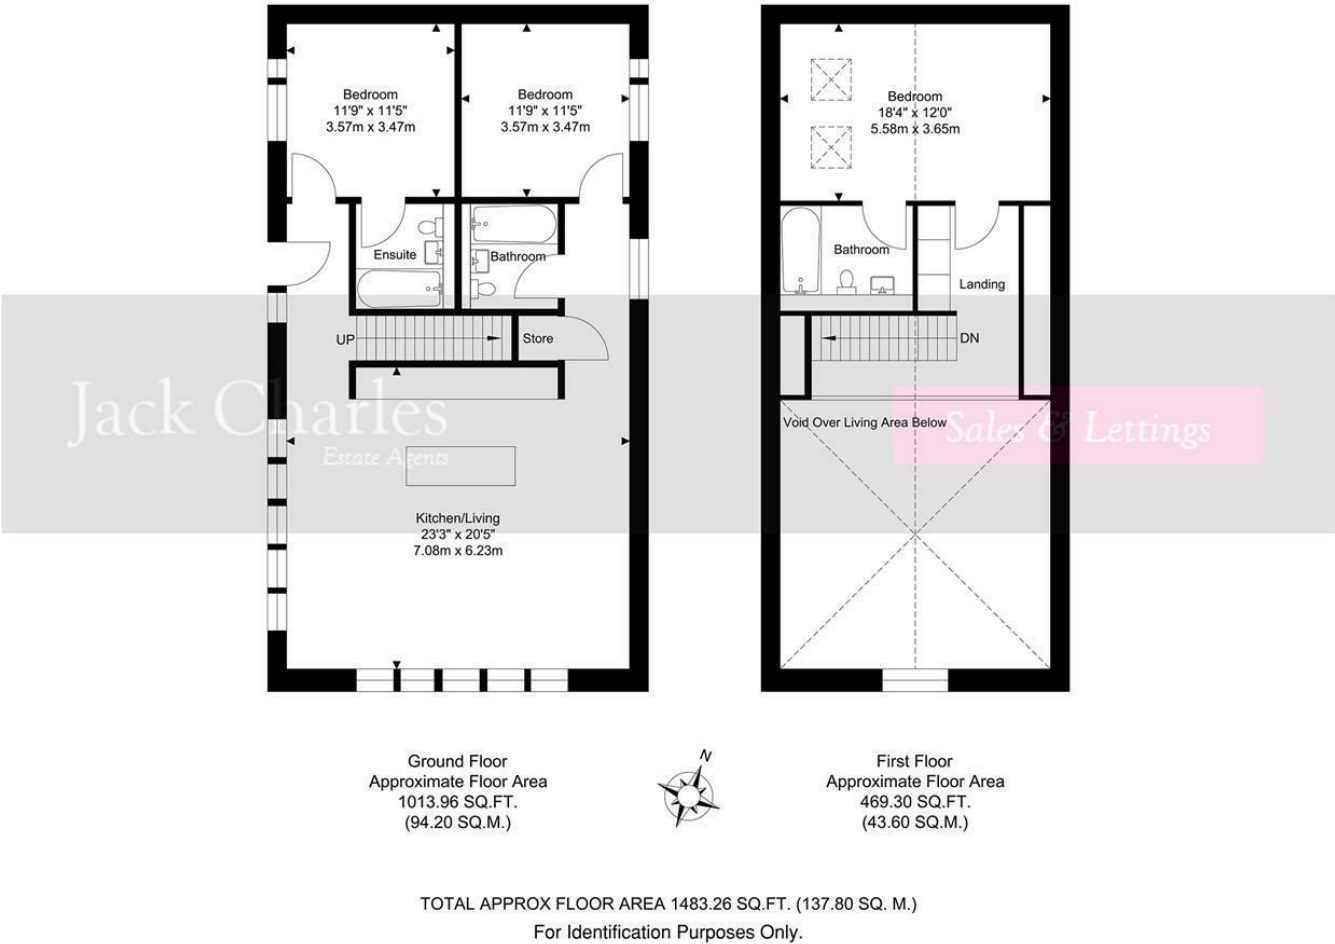 Bedroom
11'9" x 11'5"
3.57m x 3.47m
Bedroom
11'9" x 11'5"
3.57m x 3.47m
Ensuite
Bathroom
UP
Store
Kitchen/Living
23'3" x 20'5"
7.08m x 6.23m
Bedroom
18'4" x 12'0"
5.58m x 3.65m
Bathroom
Landing
DN
Void Over Living Area Below
Jack Charles
Estate Agents
Sales & Lettings
Ground Floor
Approximate Floor Area
1013.96 SQ.FT.
(94.20 SQ.M.)
N
First Floor
Approximate Floor Area
469.30 SQ.FT.
(43.60 SQ.M.)
TOTAL APPROX FLOOR AREA 1483.26 SQ.FT. (137.80 SQ. M.)
For Identification Purposes Only.